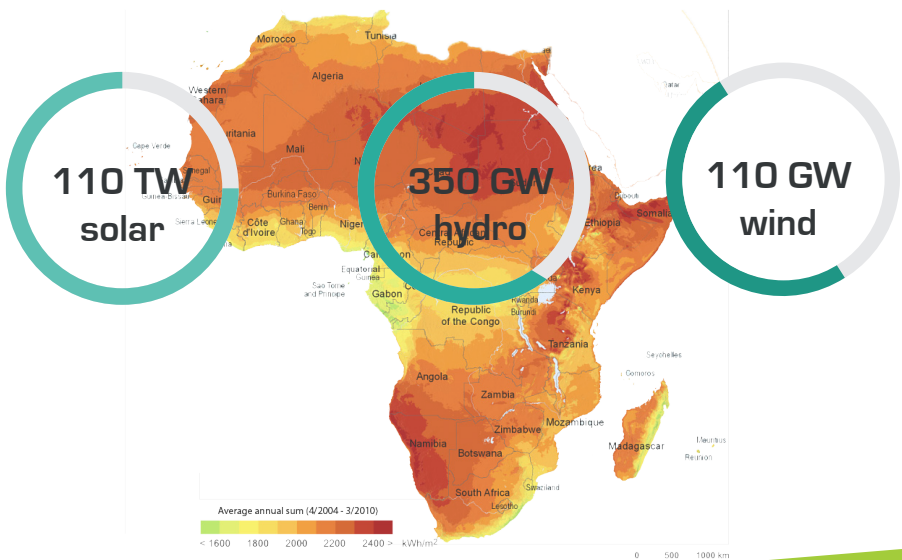 Morocco
Tunisia
Algeria
Western
Sahara
Qatar
Cape Verde
Mali
110 TW
solar
350 GW
hydro
110 GW
wind
Senegal
Guinea-Bissau
Burkina Faso
Benin
Djibouti
Sierra Leone
Côte
d'Ivoire
Ghana
Togo
Central African
Republic
Ethiopia
Somalia
Equatorial
Guinea
Sao Tome
and Principe
Gabon
Kenya
Rwanda
Burundi
Republic
of the Congo
Tanzania
Seychelles
Comoros
Angola
Zambia
Mozambique
Zimbabwe
Madagascar
Mauritius
Reunion
Namibia
Botswana
Swaziland
South Africa
Lesotho
Average annual sum (4/2004 - 3/2010)
< 1600 1800 2000 2200 2400 > kWh/m²
0 500 1000 km